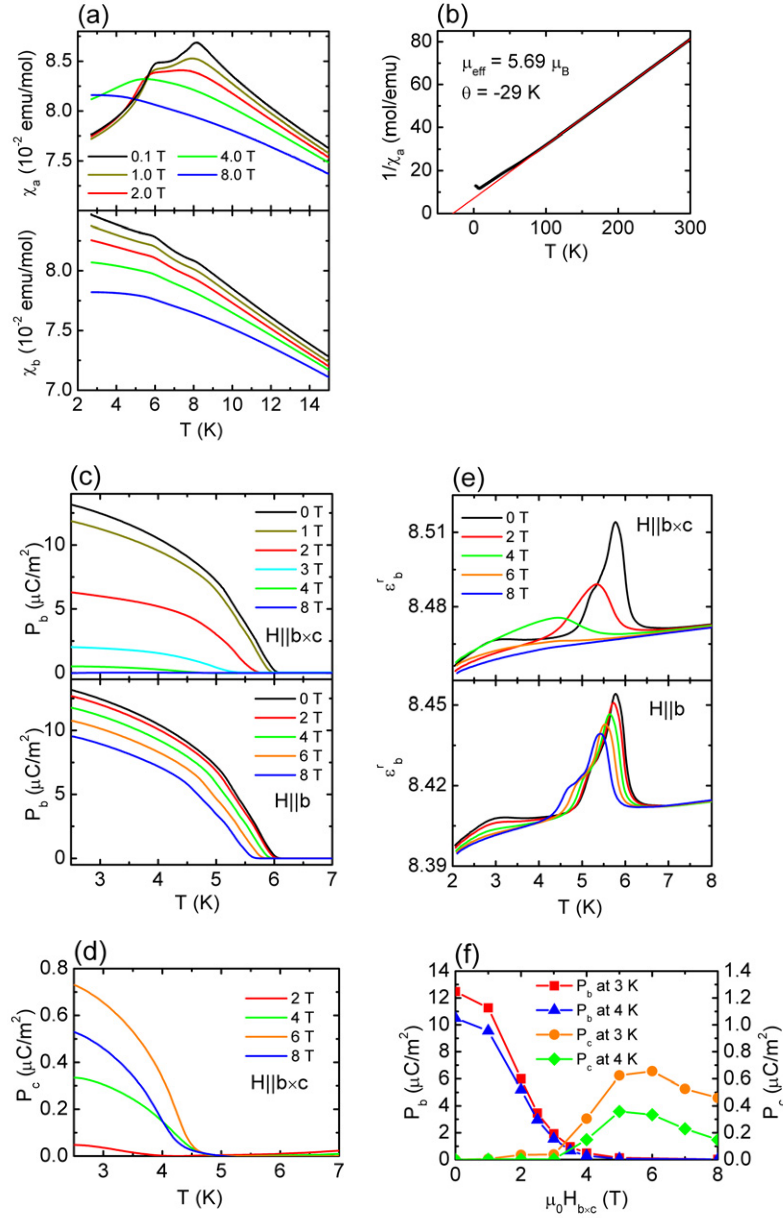 (a)
8.5
8.0
7.5
χa (10-2 emu/mol)
0.1 T
1.0 T
2.0 T
4.0 T
8.0 T
8.0
7.5
7.0
χb (10-2 emu/mol)
2 4 6 8 10 12 14
T (K)
(b)
80
60
40
20
0
1/χa (mol/emu)
μeff = 5.69 μB
θ = -29 K
0 100 200 300
T (K)
(c)
10
5
0
Pb (μC/m2)
0 T
1 T
2 T
3 T
4 T
8 T
H||b×c
10
5
0
Pb (μC/m2)
0 T
2 T
4 T
6 T
8 T
H||b
3 4 5 6 7
T (K)
(e)
8.51
8.47
εrb
0 T
2 T
4 T
6 T
8 T
H||b×c
8.45
8.42
8.39
εrb
H||b
2 3 4 5 6 7 8
T (K)
(d)
0.8
0.6
0.4
0.2
0.0
Pc (μC/m2)
2 T
4 T
6 T
8 T
H||b×c
3 4 5 6 7
T (K)
(f)
14
12
10
8
6
4
2
0
Pb (μC/m2)
Pb at 3 K
Pb at 4 K
Pc at 3 K
Pc at 4 K
1.4
1.2
1.0
0.8
0.6
0.4
0.2
0.0
Pc (μC/m2)
0 1 2 3 4 5 6 7 8
μ0Hb×c (T)